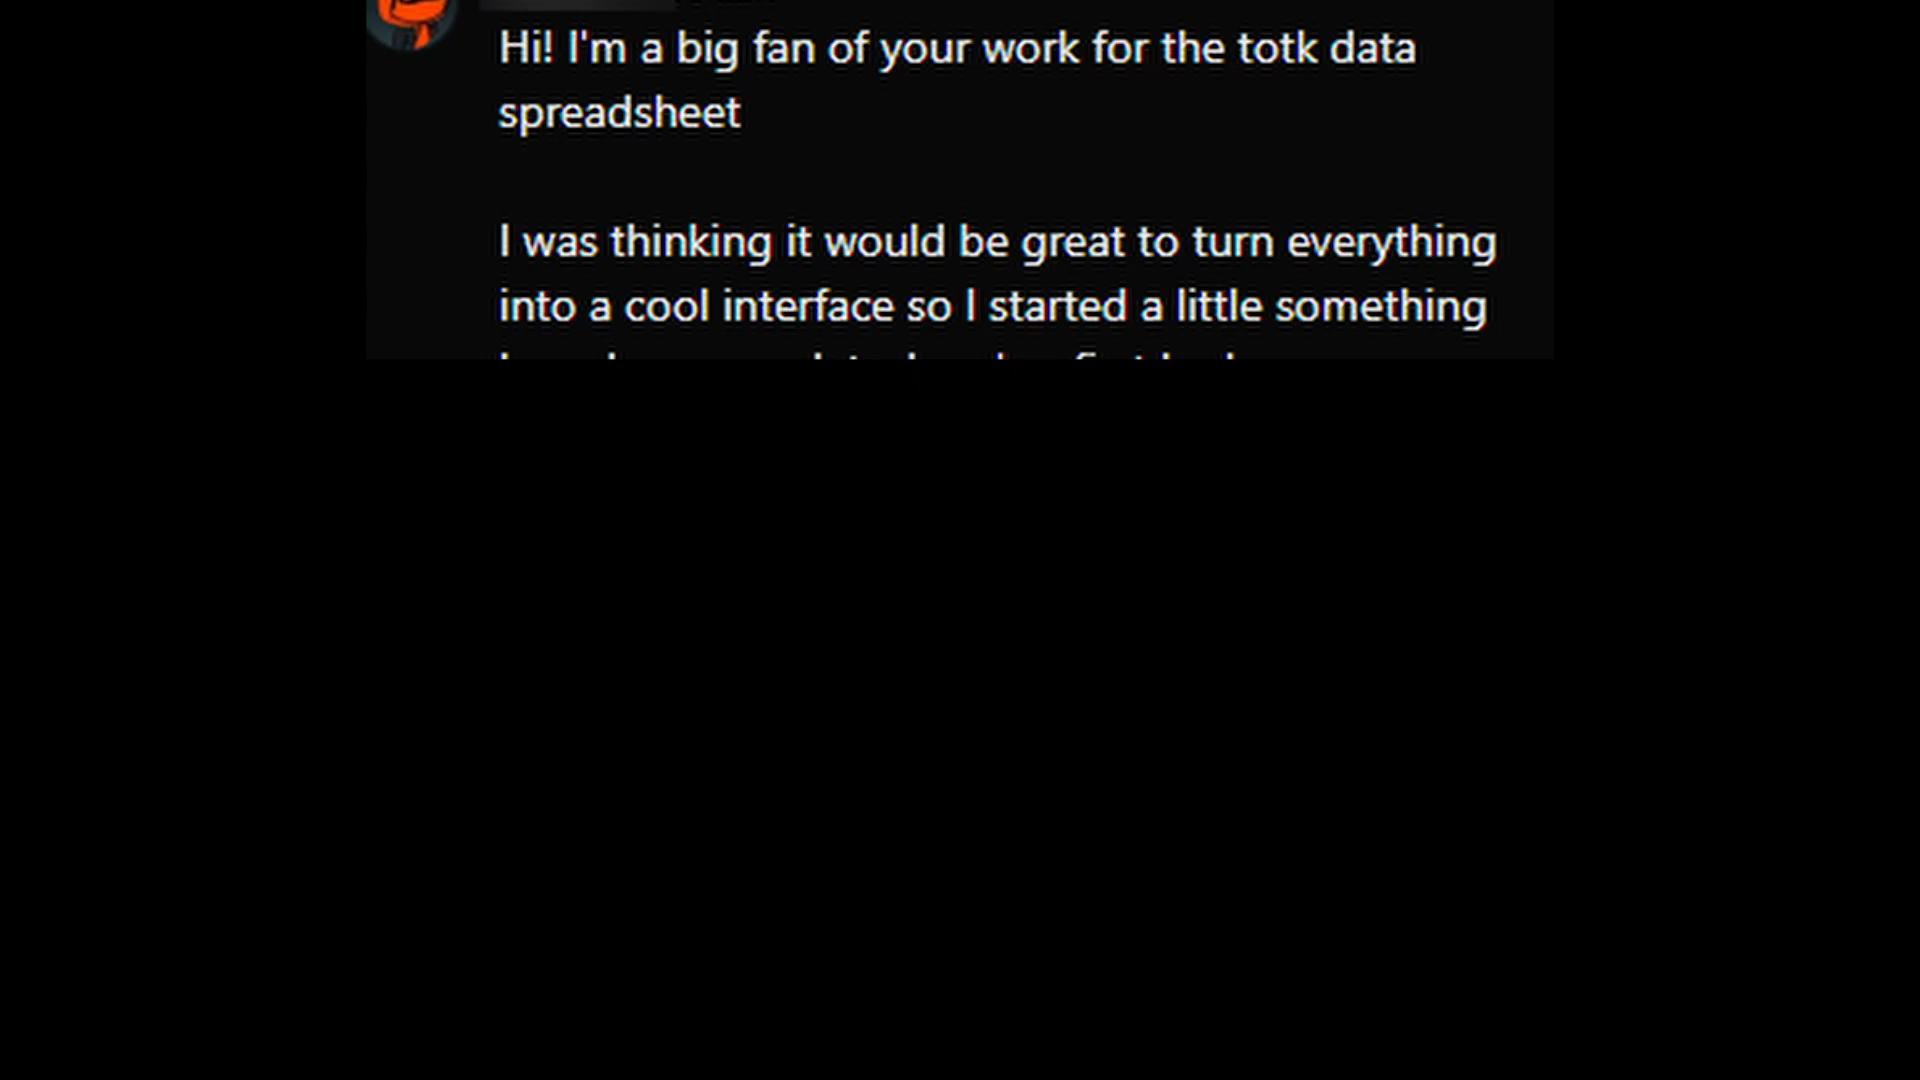 Hi! I'm a big fan of your work for the totk data
spreadsheet
I was thinking it would be great to turn everything
into a cool interface so I started a little something